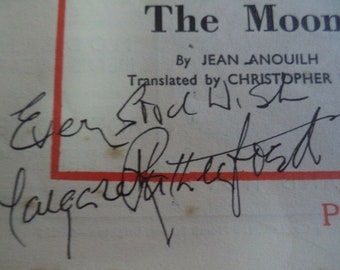 The Moon
By JEAN ANOUILH
Translated by CHRISTOPHER
Every Good Wish
Margaret Rutherford
P